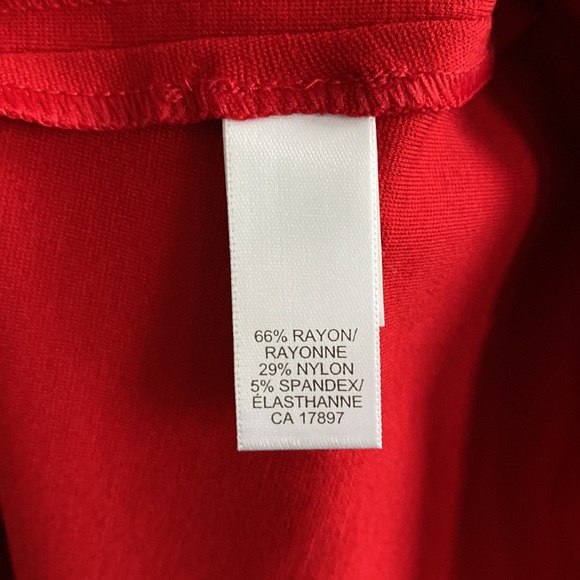 66% RAYON/
RAYONNE
29% NYLON
5% SPANDEX/
ÉLASTHANNE
CA 17897